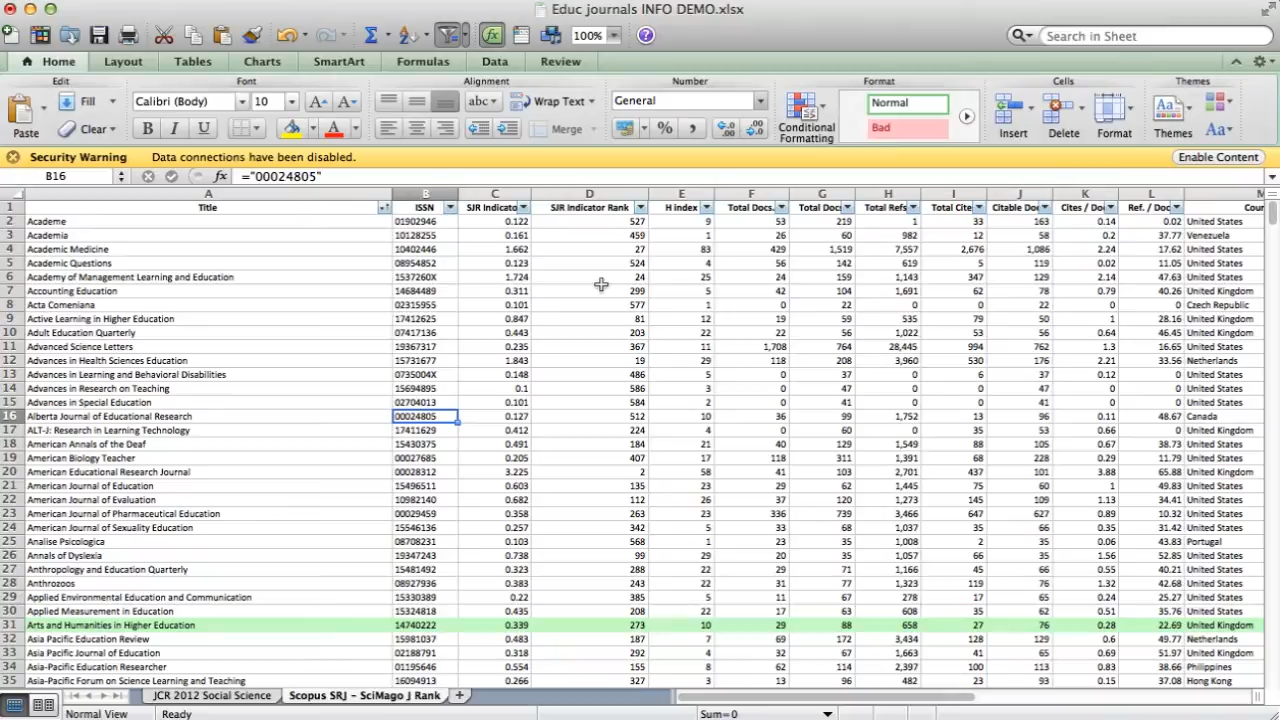 Educ journals INFO DEMO.xlsx
100% Search in Sheet
Home Layout Tables Charts SmartArt Formulas Data Review
Edit Font Alignment Number Format Cells Themes
Paste Fill Calibri (Body) 10 abc Wrap Text General Conditional Formatting Normal Insert Delete Format Themes
Clear B I U Merge % Bad
Security Warning Data connections have been disabled. Enable Content
B16 fx ="00024805"
A B C D E F G H I J K L M
1 Title ISSN SJR Indicato SJR Indicator Rank H index Total Docs. Total Doc Total Refs Total Cite Citable Do Cites / Do Ref. / Doc Cour
2 Academe 01902946 0.122 527 9 53 219 1 33 163 0.14 0.02 United States
3 Academia 10128255 0.161 459 1 26 60 982 12 58 0.2 37.77 Venezuela
4 Academic Medicine 10402446 1.662 27 83 429 1,519 7,557 2,676 1,086 2.24 17.62 United States
5 Academic Questions 08954852 0.123 524 4 56 142 619 5 119 0.02 11.05 United States
6 Academy of Management Learning and Education 1537260X 1.724 24 25 24 159 1,143 347 129 2.14 47.63 United States
7 Accounting Education 14684489 0.311 299 5 42 104 1,691 62 78 0.79 40.26 United Kingdom
8 Acta Comeniana 02315955 0.101 577 1 0 22 0 0 22 0 0 Czech Republic
9 Active Learning in Higher Education 17412625 0.847 81 12 19 59 535 79 50 1 28.16 United Kingdom
10 Adult Education Quarterly 07417136 0.443 203 22 22 56 1,022 53 56 0.64 46.45 United States
11 Advanced Science Letters 19367317 0.235 367 11 1,708 764 28,445 994 762 1.3 16.65 United States
12 Advances in Health Sciences Education 15731677 1.843 19 29 118 208 3,960 530 176 2.21 33.56 Netherlands
13 Advances in Learning and Behavioral Disabilities 0735004X 0.148 486 5 0 37 0 6 37 0.12 0 United States
14 Advances in Research on Teaching 15694895 0.1 586 3 0 47 0 0 47 0 0 United States
15 Advances in Special Education 02704013 0.101 584 2 0 41 0 0 41 0 0 United States
16 Alberta Journal of Educational Research 00024805 0.127 512 10 36 99 1,752 13 96 0.11 48.67 Canada
17 ALT-J: Research in Learning Technology 17411629 0.412 224 4 0 60 0 35 53 0.66 0 United Kingdom
18 American Annals of the Deaf 15430375 0.491 184 21 40 129 1,549 88 105 0.67 38.73 United States
19 American Biology Teacher 00027685 0.205 407 17 118 311 1,391 68 228 0.29 11.79 United States
20 American Educational Research Journal 00028312 3.225 2 58 41 103 2,701 437 101 3.88 65.88 United Kingdom
21 American Journal of Education 15496511 0.603 135 23 29 62 1,445 75 60 1 49.83 United States
22 American Journal of Evaluation 10982140 0.682 112 26 37 120 1,273 145 109 1.13 34.41 United States
23 American Journal of Pharmaceutical Education 00029459 0.358 263 23 336 739 3,466 647 627 0.89 10.32 United States
24 American Journal of Sexuality Education 15546136 0.257 342 5 33 68 1,037 35 66 0.35 31.42 United States
25 Analise Psicologica 08708231 0.103 568 1 23 35 1,008 2 35 0.06 43.83 Portugal
26 Annals of Dyslexia 19347243 0.738 99 29 20 35 1,057 66 35 1.56 52.85 United States
27 Anthropology and Education Quarterly 15481492 0.323 288 22 29 71 1,166 45 66 0.55 40.21 United States
28 Anthrozoos 08927936 0.383 243 22 31 77 1,323 119 76 1.32 42.68 United Kingdom
29 Applied Environmental Education and Communication 15330389 0.22 385 5 11 67 278 17 65 0.24 25.27 United States
30 Applied Measurement in Education 15324818 0.435 208 22 17 63 608 35 62 0.51 35.76 United States
31 Arts and Humanities in Higher Education 14740222 0.339 273 10 29 88 658 27 76 0.28 22.69 United Kingdom
32 Asia Pacific Education Review 15981037 0.483 187 7 69 172 3,434 128 129 0.6 49.77 Netherlands
33 Asia Pacific Journal of Education 02188791 0.318 292 4 32 67 1,663 41 65 0.69 51.97 United Kingdom
34 Asia-Pacific Education Researcher 01195646 0.554 155 8 62 114 2,397 100 113 0.83 38.66 Philippines
35 Asia-Pacific Forum on Science Learning and Teaching 16094913 0.266 327 3 13 96 482 23 93 0.15 37.08 Hong Kong
JCR 2012 Social Science Scopus SRJ - SciMago J Rank +
Normal View Ready Sum=0